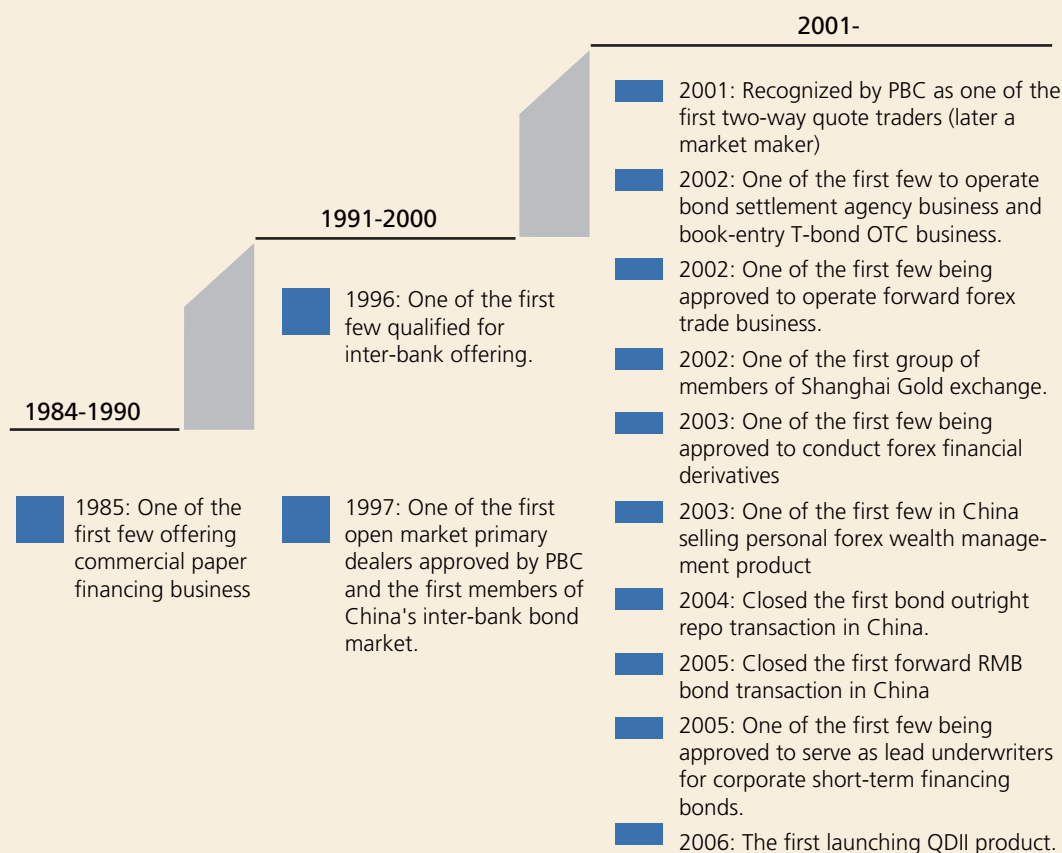 1984-1990
1985: One of the
first few offering
commercial paper
financing business
1991-2000
1996: One of the first
few qualified for
inter-bank offering.
1997: One of the first
open market primary
dealers approved by PBC
and the first members of
China's inter-bank bond
market.
2001-
2001: Recognized by PBC as one of the
first two-way quote traders (later a
market maker)
2002: One of the first few to operate
bond settlement agency business and
book-entry T-bond OTC business.
2002: One of the first few being
approved to operate forward forex
trade business.
2002: One of the first group of
members of Shanghai Gold exchange.
2003: One of the first few being
approved to conduct forex financial
derivatives
2003: One of the first few in China
selling personal forex wealth manage-
ment product
2004: Closed the first bond outright
repo transaction in China.
2005: Closed the first forward RMB
bond transaction in China
2005: One of the first few being
approved to serve as lead underwriters
for corporate short-term financing
bonds.
2006: The first launching QDII product.